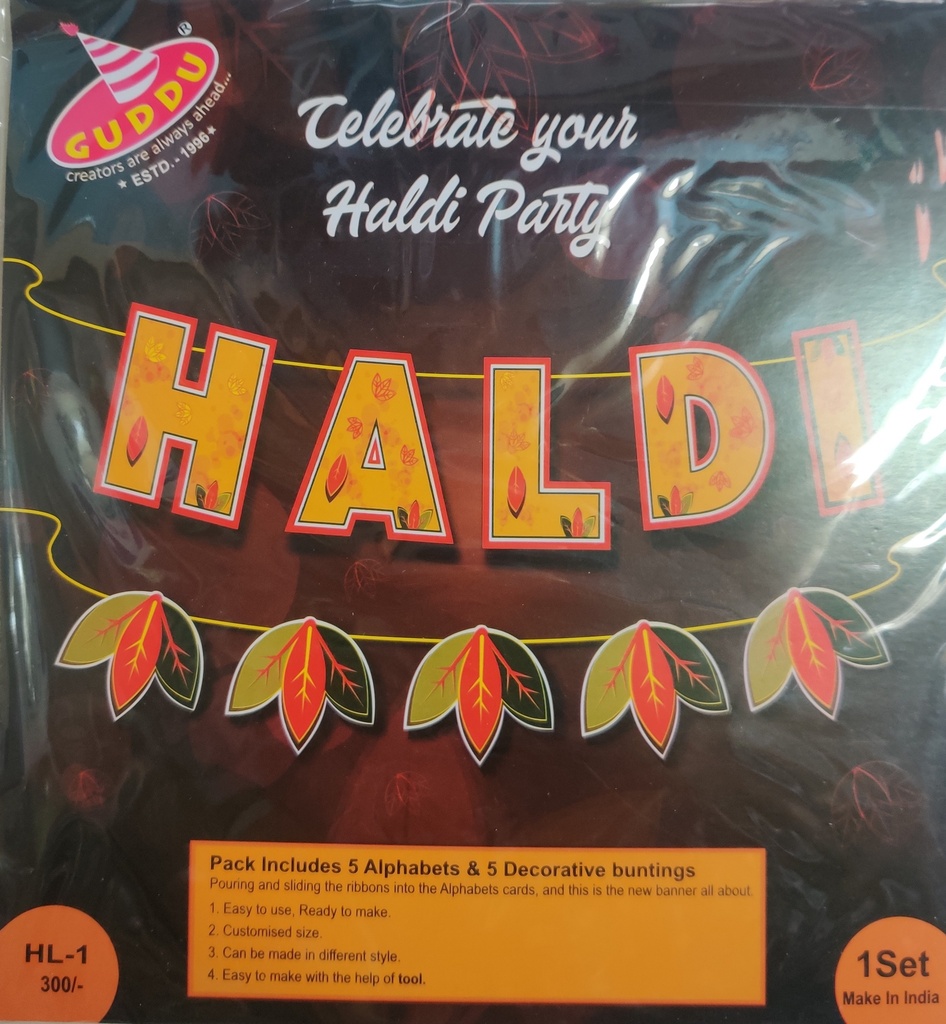 GUDDU®
creators are always ahead...
★ ESTD. - 1996★
Celebrate your
Haldi Party
HALDI
Pack Includes 5 Alphabets & 5 Decorative buntings
Pouring and sliding the ribbons into the Alphabets cards, and this is the new banner all about.
1. Easy to use, Ready to make.
2. Customised size.
3. Can be made in different style.
4. Easy to make with the help of tool.
HL-1
300/-
1Set
Make In India